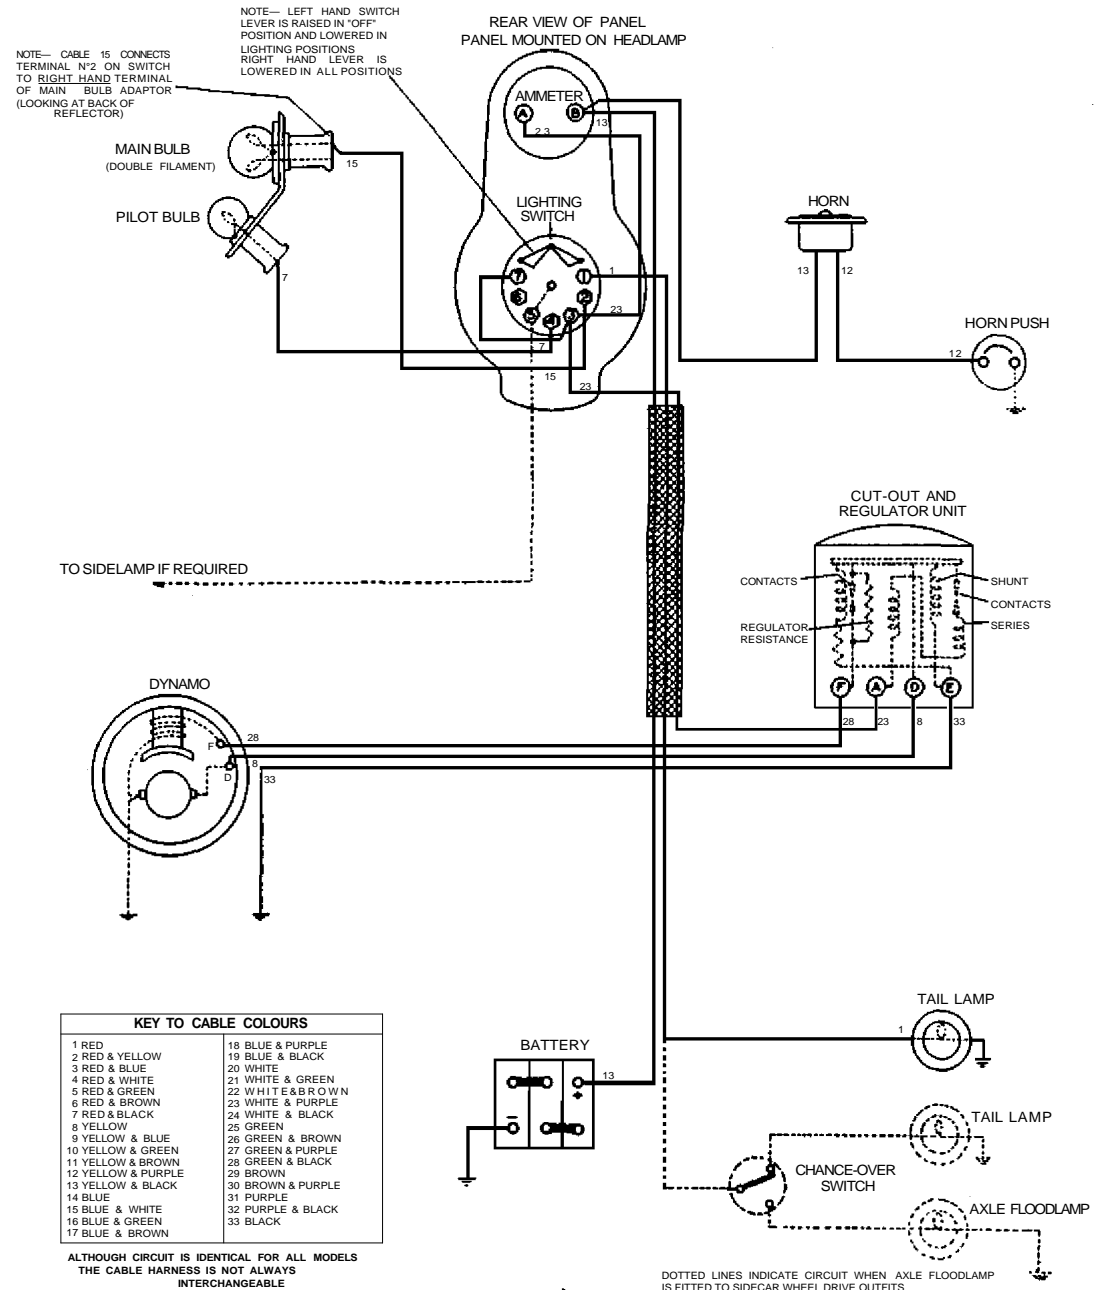 NOTE— LEFT HAND SWITCH
LEVER IS RAISED IN "OFF"
POSITION AND LOWERED IN
LIGHTING POSITIONS
RIGHT HAND LEVER IS
LOWERED IN ALL POSITIONS
REAR VIEW OF PANEL
PANEL MOUNTED ON HEADLAMP
NOTE— CABLE 15 CONNECTS
TERMINAL Nº2 ON SWITCH
TO RIGHT HAND TERMINAL
OF MAIN BULB ADAPTOR
(LOOKING AT BACK OF
REFLECTOR)
AMMETER
A
B
13
2,3
MAIN BULB
(DOUBLE FILAMENT)
15
PILOT BULB
7
LIGHTING
SWITCH
7
1
1
6
2
5
4
3
23
7
15
23
HORN
13
12
HORN PUSH
12
CUT-OUT AND
REGULATOR UNIT
CONTACTS
SHUNT
CONTACTS
REGULATOR
RESISTANCE
SERIES
F
A
D
E
28
23
8
33
TO SIDELAMP IF REQUIRED
DYNAMO
F
28
D
8
33
TAIL LAMP
1
BATTERY
13
+
–
TAIL LAMP
CHANCE-OVER
SWITCH
AXLE FLOODLAMP
KEY TO CABLE COLOURS
1 RED
2 RED & YELLOW
3 RED & BLUE
4 RED & WHITE
5 RED & GREEN
6 RED & BROWN
7 RED & BLACK
8 YELLOW
9 YELLOW & BLUE
10 YELLOW & GREEN
11 YELLOW & BROWN
12 YELLOW & PURPLE
13 YELLOW & BLACK
14 BLUE
15 BLUE & WHITE
16 BLUE & GREEN
17 BLUE & BROWN
18 BLUE & PURPLE
19 BLUE & BLACK
20 WHITE
21 WHITE & GREEN
22 WHITE & BROWN
23 WHITE & PURPLE
24 WHITE & BLACK
25 GREEN
26 GREEN & BROWN
27 GREEN & PURPLE
28 GREEN & BLACK
29 BROWN
30 BROWN & PURPLE
31 PURPLE
32 PURPLE & BLACK
33 BLACK
ALTHOUGH CIRCUIT IS IDENTICAL FOR ALL MODELS
THE CABLE HARNESS IS NOT ALWAYS
INTERCHANGEABLE
DOTTED LINES INDICATE CIRCUIT WHEN AXLE FLOODLAMP
IS FITTED TO SIDECAR WHEEL DRIVE OUTFITS